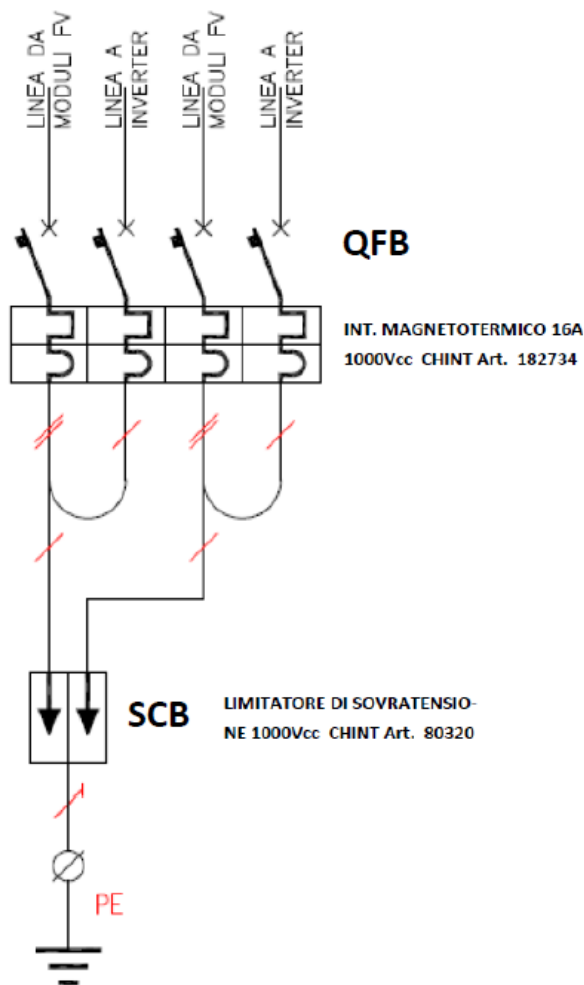 LINEA DA
MODULI FV
LINEA A
INVERTER
LINEA DA
MODULI FV
LINEA A
INVERTER
QFB
INT. MAGNETOTERMICO 16A
1000Vcc CHINT Art. 182734
SCB
LIMITATORE DI SOVRATENSIO-
NE 1000Vcc CHINT Art. 80320
PE